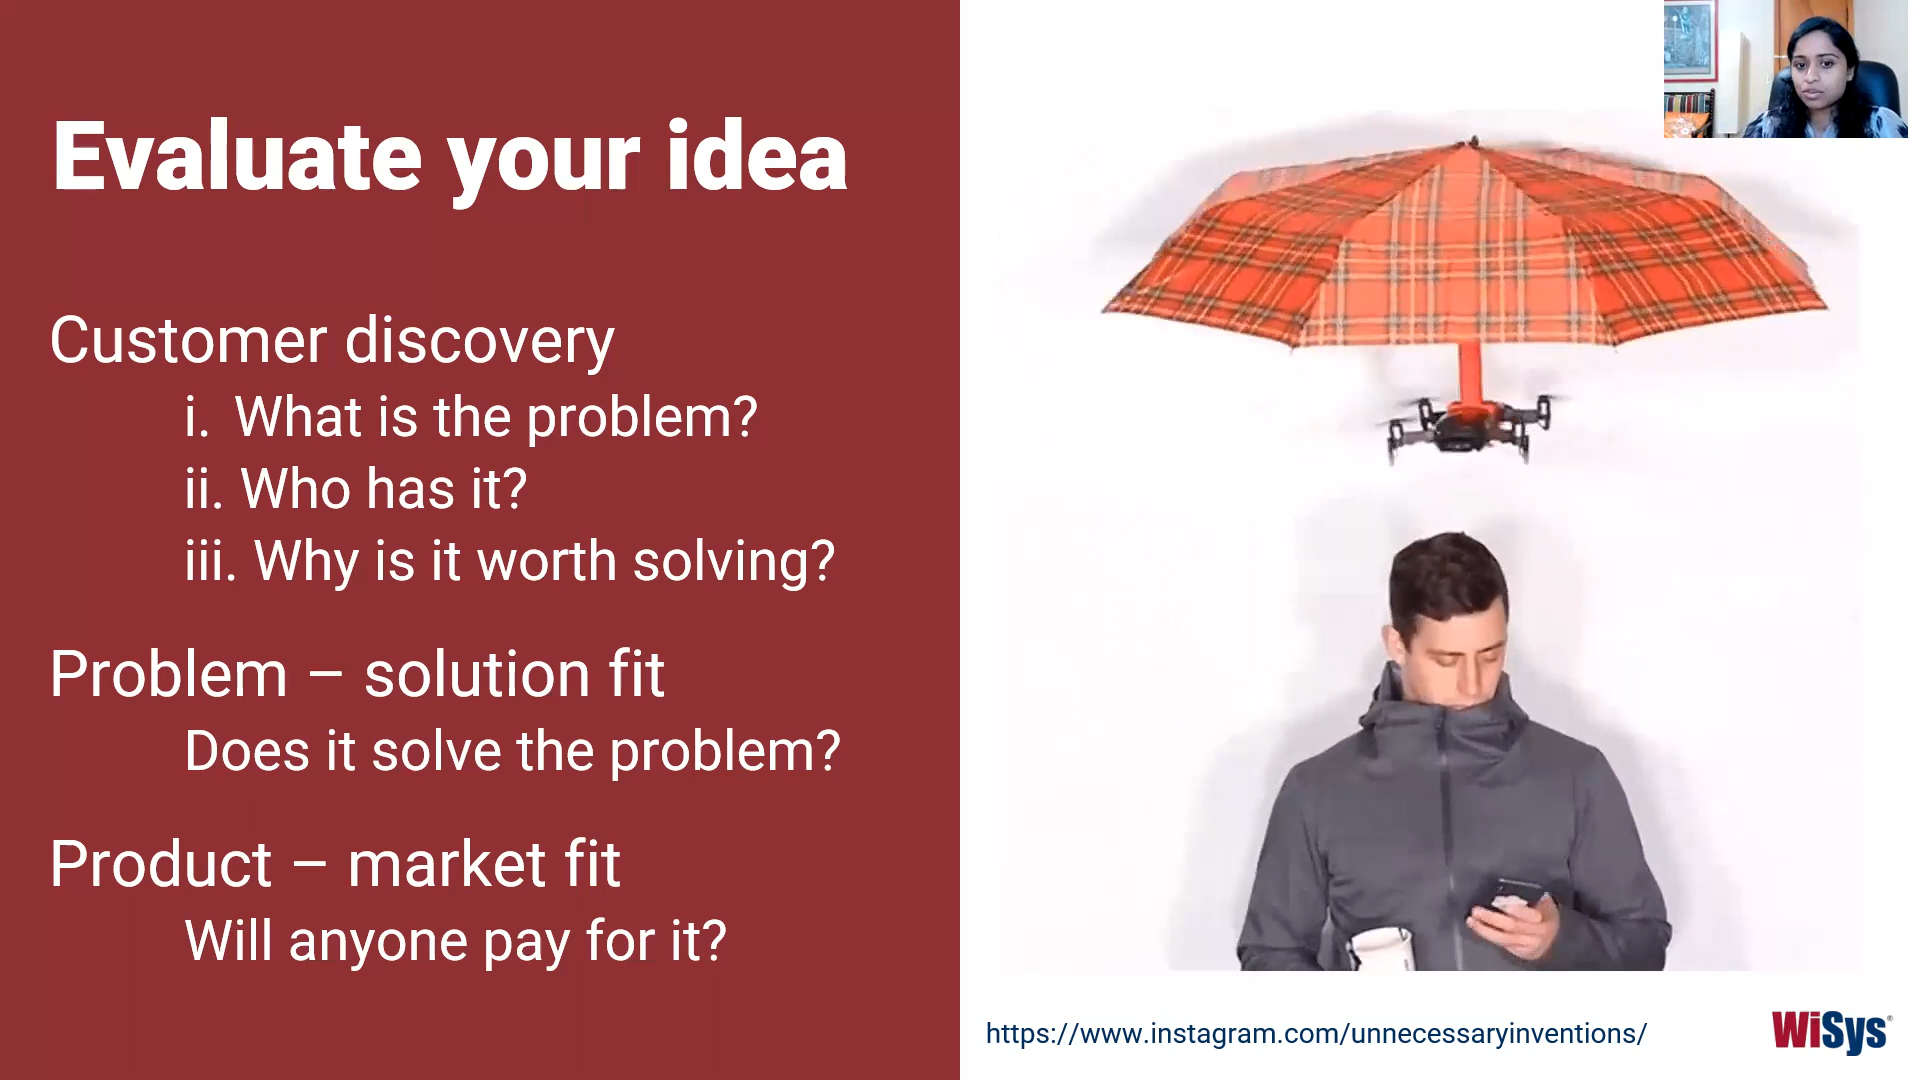 Evaluate your idea
Customer discovery
i. What is the problem?
ii. Who has it?
iii. Why is it worth solving?
Problem – solution fit
Does it solve the problem?
Product – market fit
Will anyone pay for it?
https://www.instagram.com/unnecessaryinventions/
WiSys®